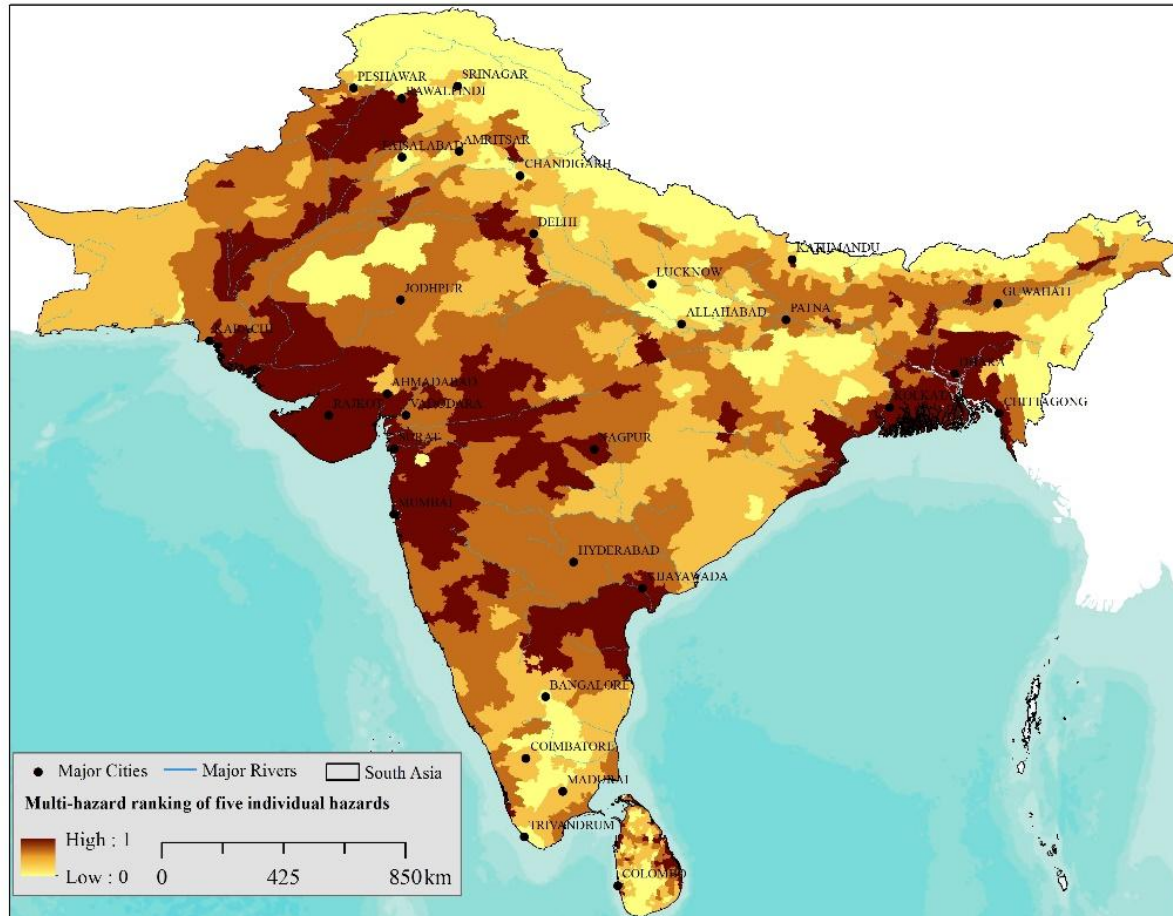 PESHAWAR
SRINAGAR
RAWALPINDI
FAISALABAD
AMRITSAR
CHANDIGARH
DELHI
KATHMANDU
LUCKNOW
GUWAHATI
JODHPUR
ALLAHABAD
PATNA
KARACHI
DHAKA
AHMADABAD
RAJKOT
VADODARA
KOLKATA
CHITTAGONG
SURAT
NAGPUR
MUMBAI
HYDERABAD
VIJAYAWADA
BANGALORE
COIMBATORE
MADURAI
TRIVANDRUM
COLOMBO
Major Cities Major Rivers South Asia
Multi-hazard ranking of five individual hazards
High : 1
Low : 0
0 425 850 km